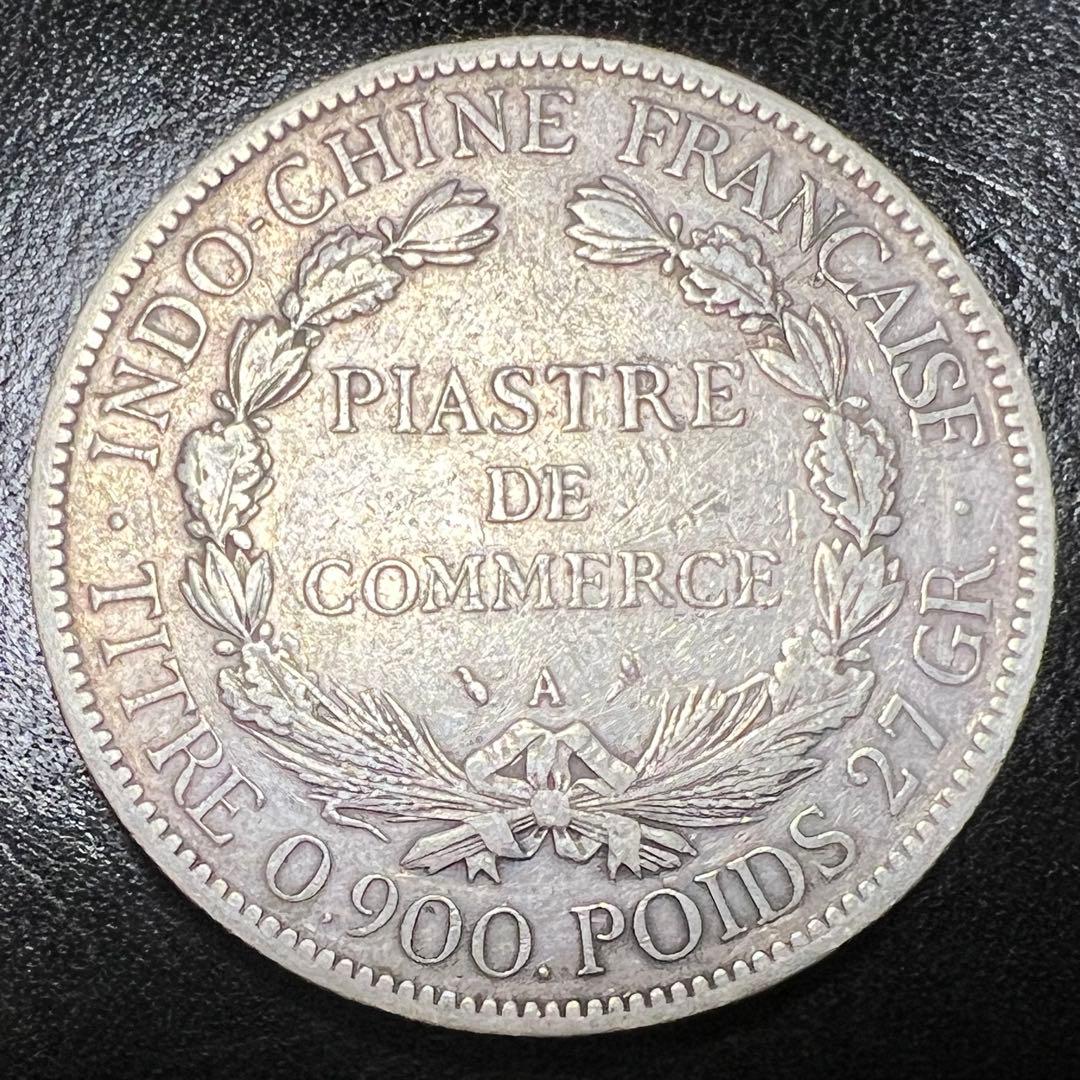 INDO-CHINE FRANCAISE
PIASTRE
DE
COMMERCE
A
· TITRE 0,900. POIDS 27 GR. ·